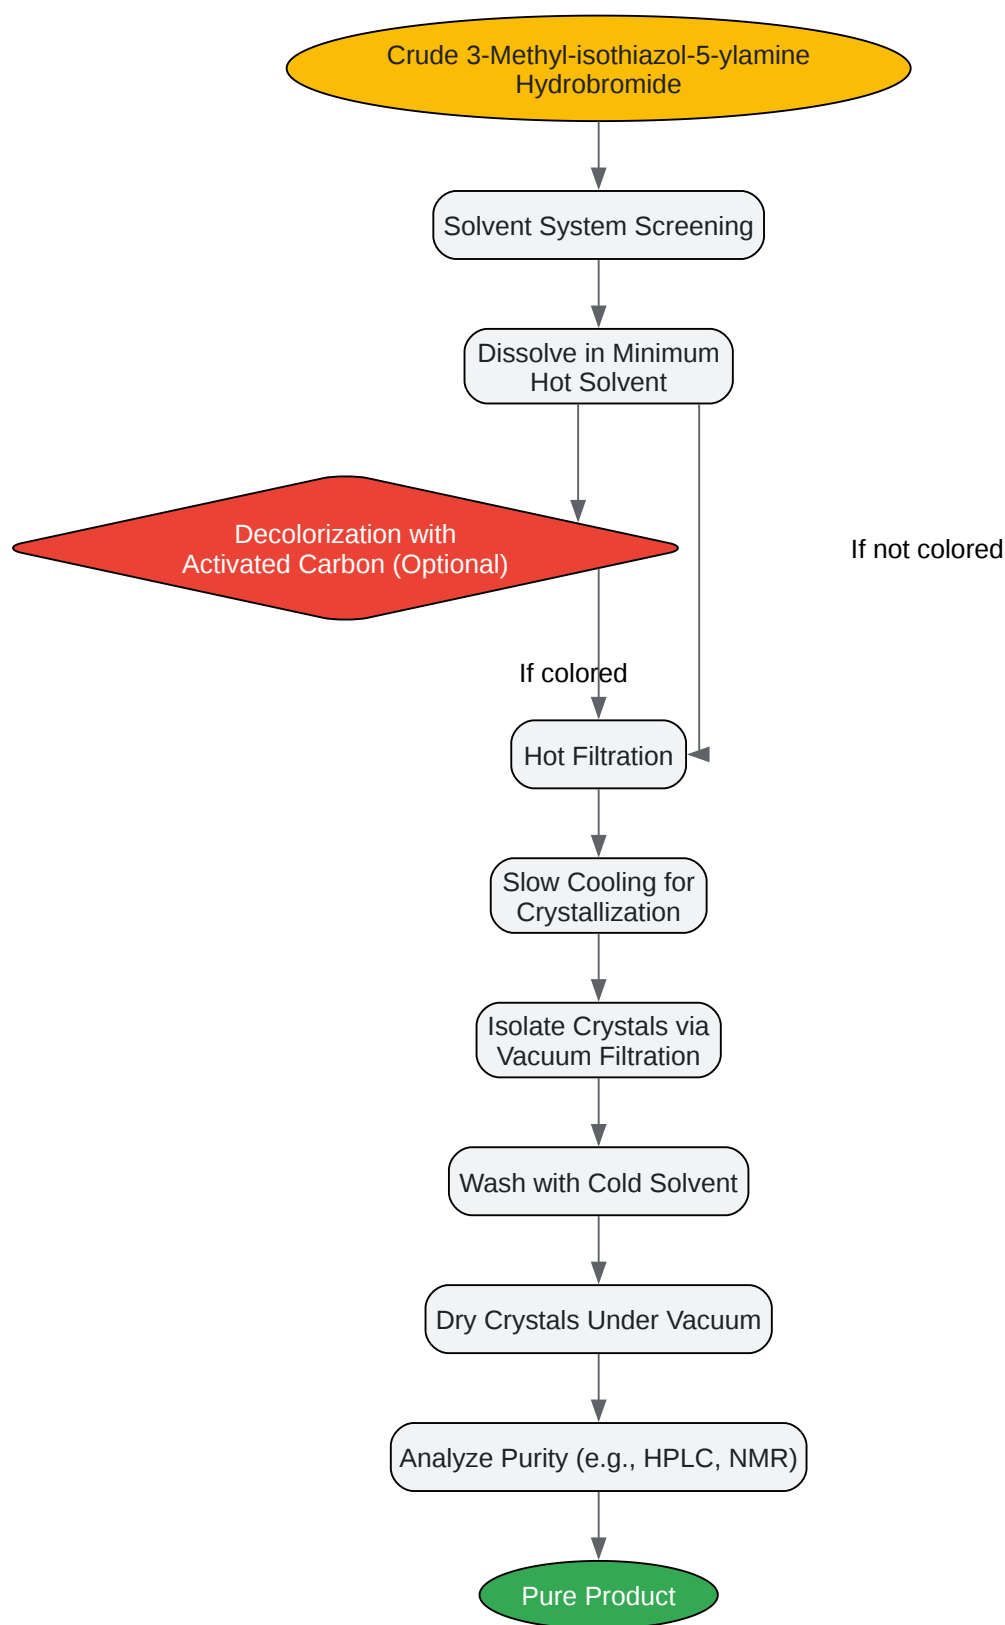 Crude 3-Methyl-isothiazol-5-ylamine
Hydrobromide
Solvent System Screening
Dissolve in Minimum
Hot Solvent
Decolorization with
Activated Carbon (Optional)
If not colored
If colored
Hot Filtration
Slow Cooling for
Crystallization
Isolate Crystals via
Vacuum Filtration
Wash with Cold Solvent
Dry Crystals Under Vacuum
Analyze Purity (e.g., HPLC, NMR)
Pure Product